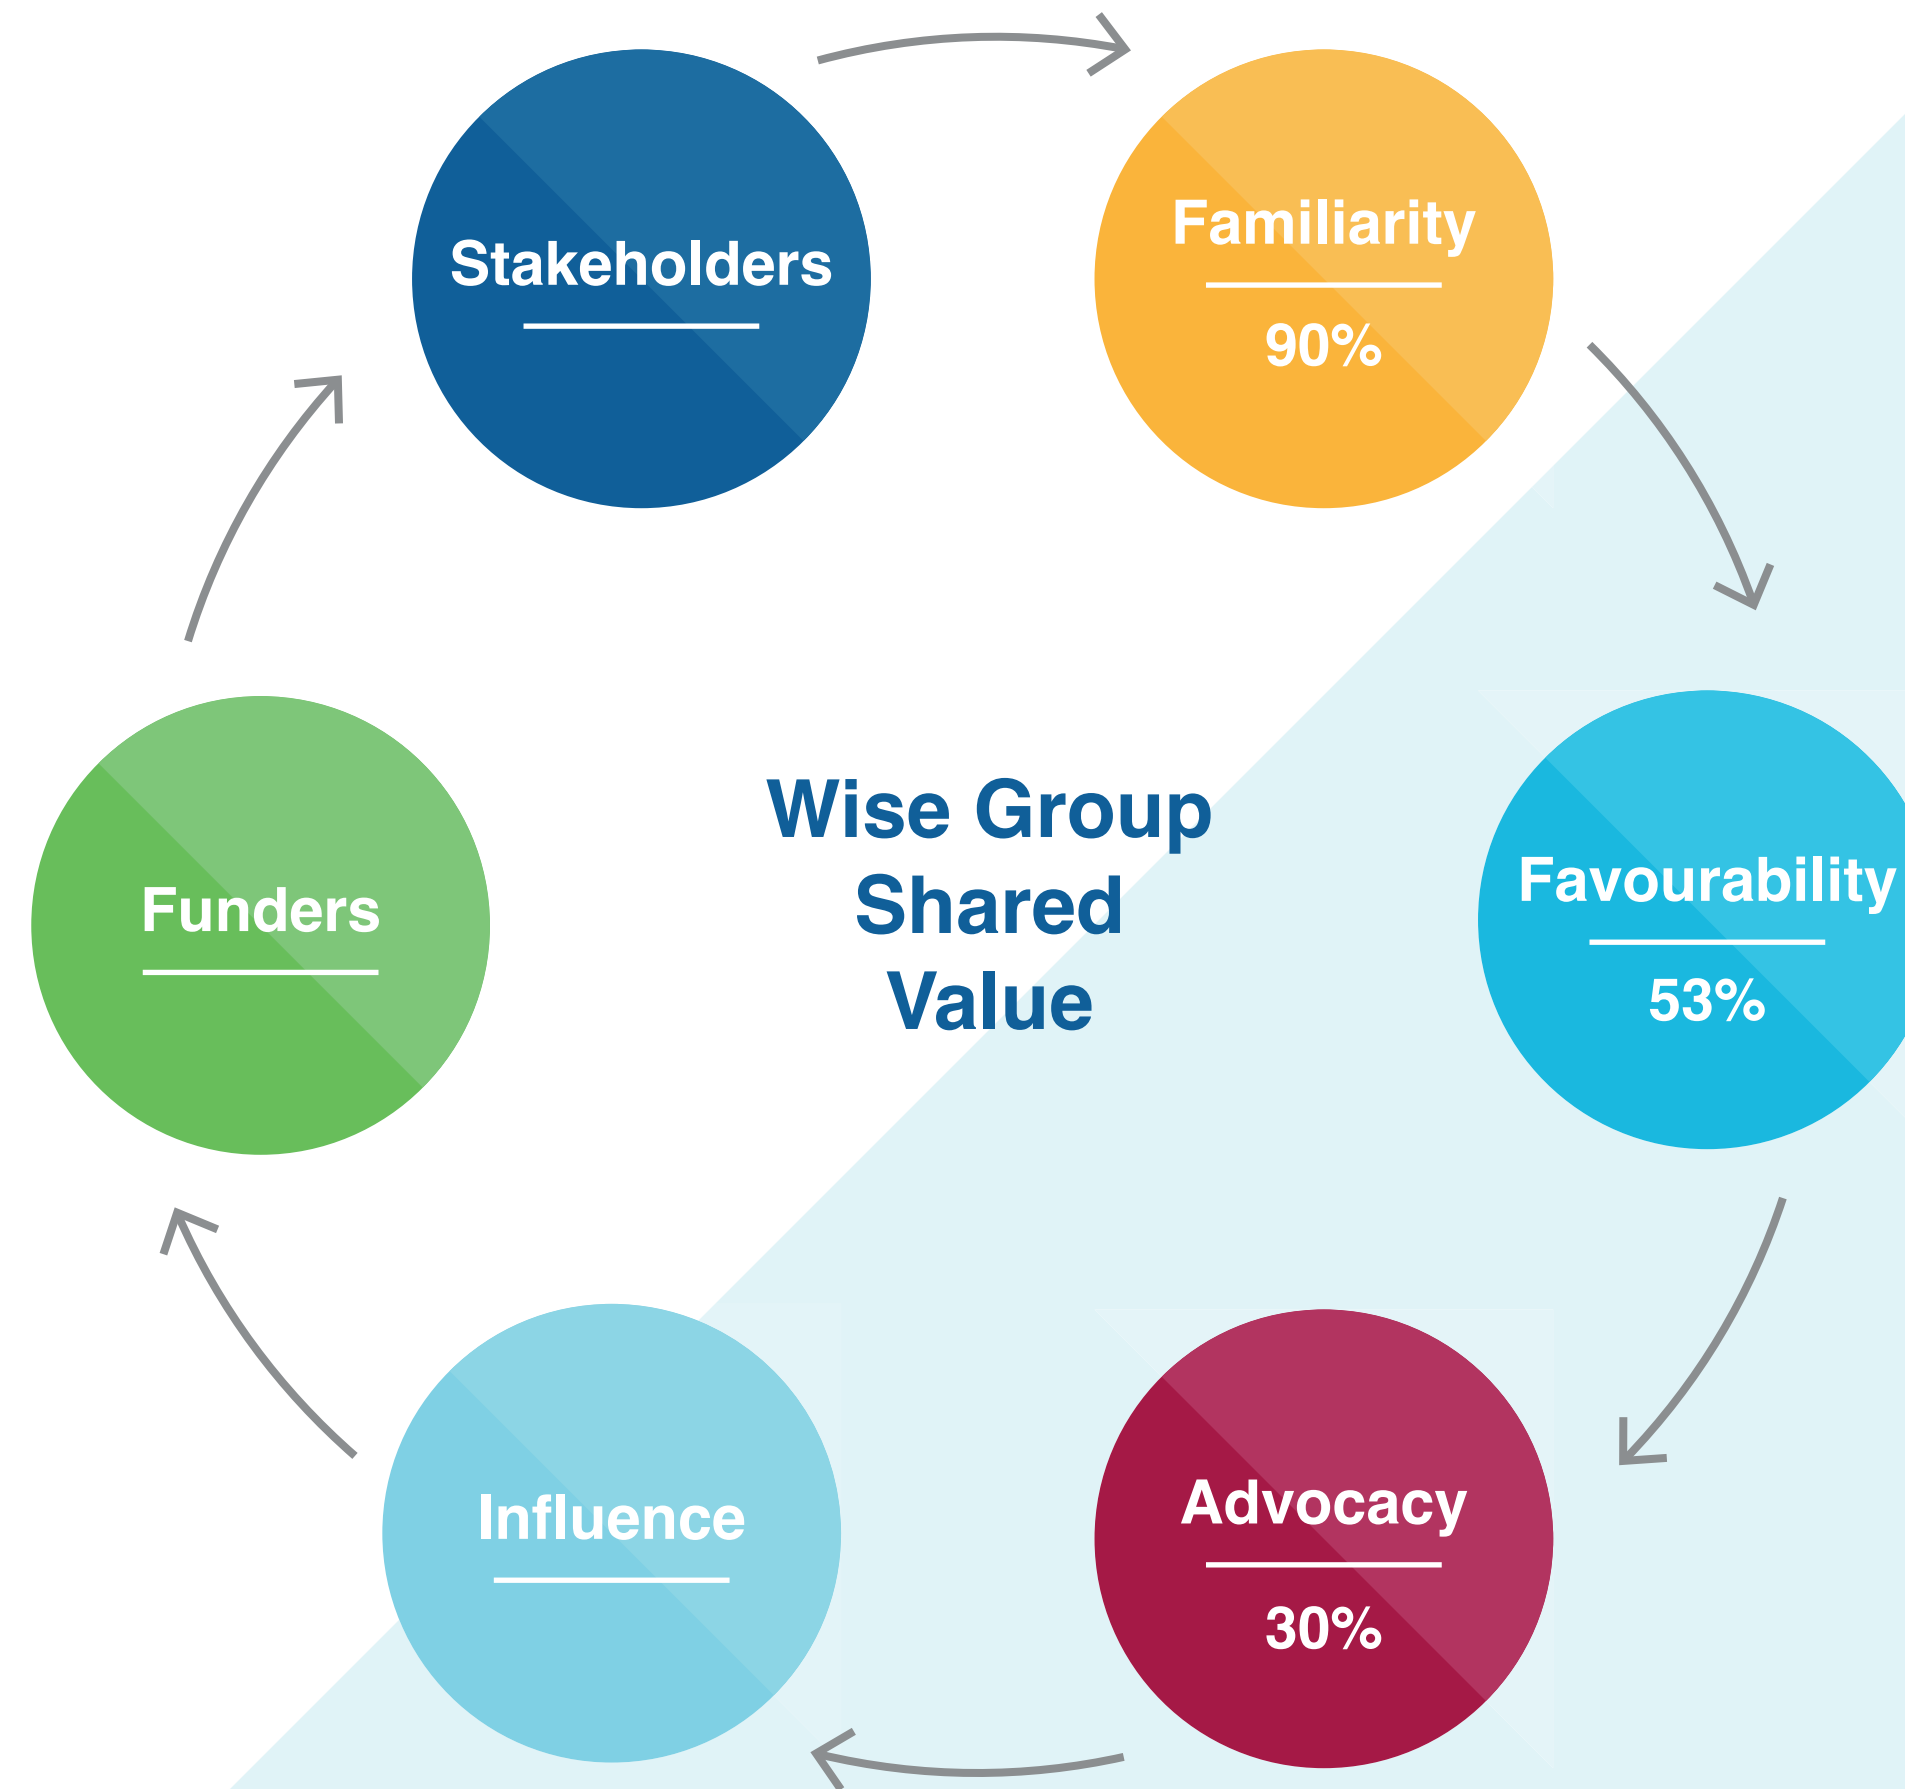 Stakeholders
Familiarity
90%
Favourability
53%
Advocacy
30%
Influence
Funders
Wise Group
Shared
Value